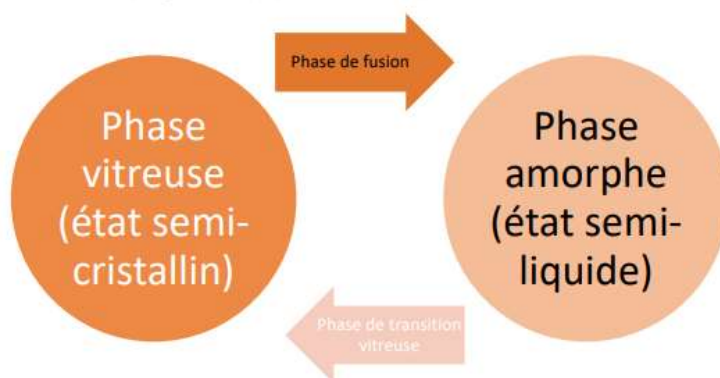 Phase de fusion
Phase
vitreuse
(état semi-
cristallin)
Phase
amorphe
(état semi-
liquide)
Phase de transition
vitreuse